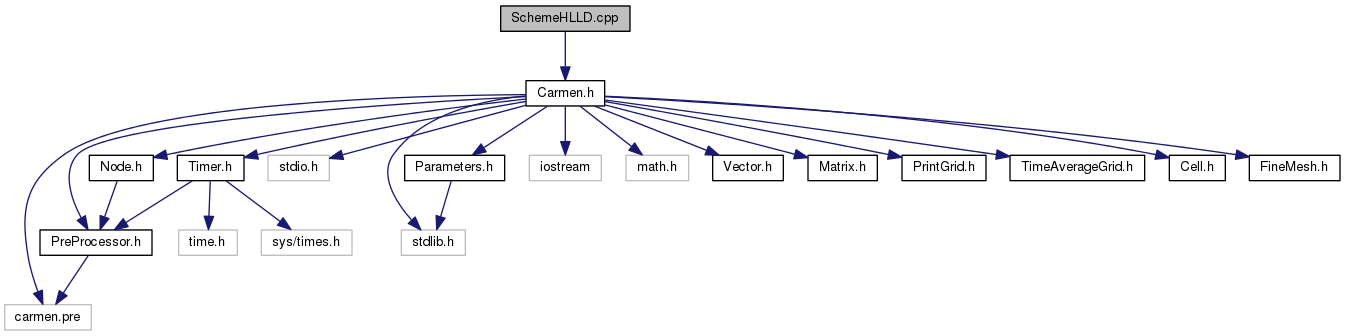 SchemeHLLD.cpp
Carmen.h
Node.h
Timer.h
stdio.h
Parameters.h
iostream
math.h
Vector.h
Matrix.h
PrintGrid.h
TimeAverageGrid.h
Cell.h
FineMesh.h
PreProcessor.h
time.h
sys/times.h
stdlib.h
carmen.pre